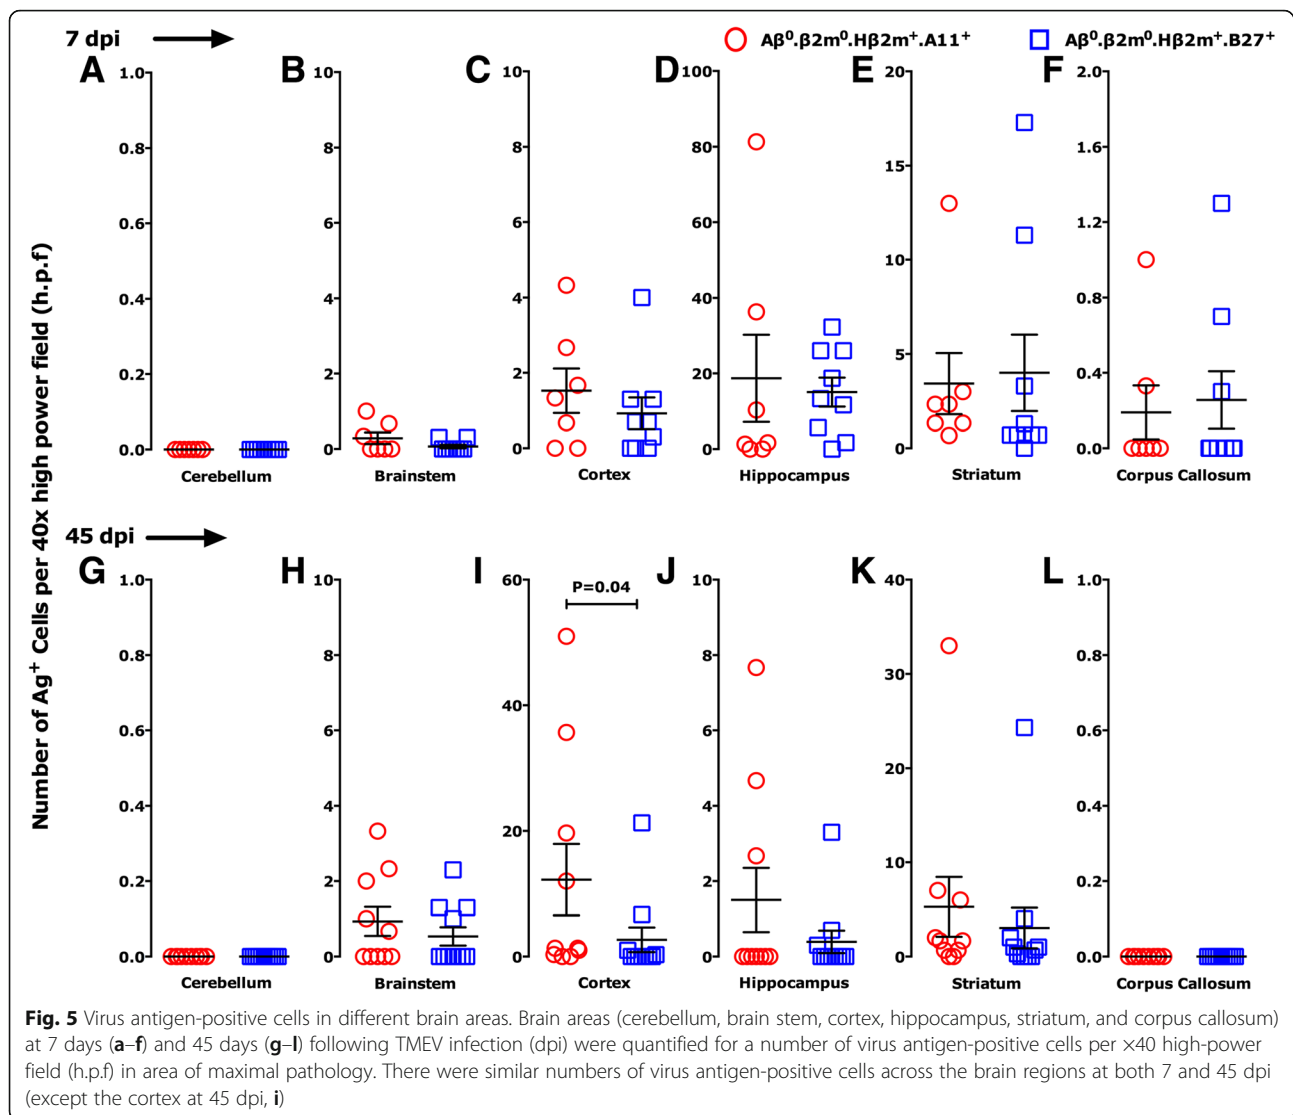 7 dpi
Aβ⁰.β2m⁰.Hβ2m⁺.A11⁺
Aβ⁰.β2m⁰.Hβ2m⁺.B27⁺
Number of Ag⁺ Cells per 40x high power field (h.p.f)
A
1.0
0.8
0.6
0.4
0.2
0.0
Cerebellum
B
10
8
6
4
2
0
Brainstem
C
10
8
6
4
2
0
Cortex
D
100
80
60
40
20
0
Hippocampus
E
20
15
10
5
0
Striatum
F
2.0
1.6
1.2
0.8
0.4
0.0
Corpus Callosum
45 dpi
G
1.0
0.8
0.6
0.4
0.2
0.0
Cerebellum
H
10
8
6
4
2
0
Brainstem
I
60
40
20
0
P=0.04
Cortex
J
10
8
6
4
2
0
Hippocampus
K
40
30
20
10
0
Striatum
L
1.0
0.8
0.6
0.4
0.2
0.0
Corpus Callosum
Fig. 5 Virus antigen-positive cells in different brain areas. Brain areas (cerebellum, brain stem, cortex, hippocampus, striatum, and corpus callosum)
at 7 days (a–f) and 45 days (g–l) following TMEV infection (dpi) were quantified for a number of virus antigen-positive cells per ×40 high-power
field (h.p.f) in area of maximal pathology. There were similar numbers of virus antigen-positive cells across the brain regions at both 7 and 45 dpi
(except the cortex at 45 dpi, i)